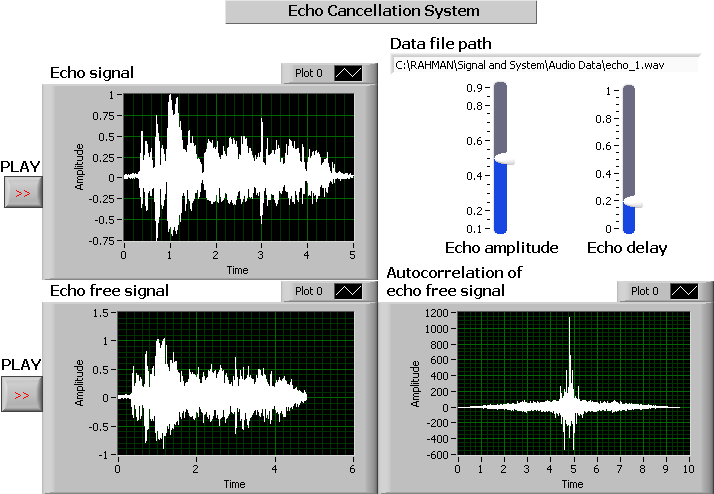 Echo Cancellation System
Data file path
C:\RAHMAN\Signal and System\Audio Data\echo_1.wav
Echo signal
Plot 0
PLAY
>>
Amplitude
1
0.75
0.5
0.25
0
-0.25
-0.5
-0.75
0 1 2 3 4 5
Time
0.9
0.8
0.6
0.4
0.2
0.1
Echo amplitude
1
0.8
0.6
0.4
0.2
0
Echo delay
Echo free signal
Plot 0
PLAY
>>
Amplitude
1.5
1
0.5
0
-0.5
-1
0 2 4 6
Time
Autocorrelation of
echo free signal
Plot 0
Amplitude
1200
1000
800
600
400
200
0
-200
-400
-600
0 1 2 3 4 5 6 7 8 9 10
Time